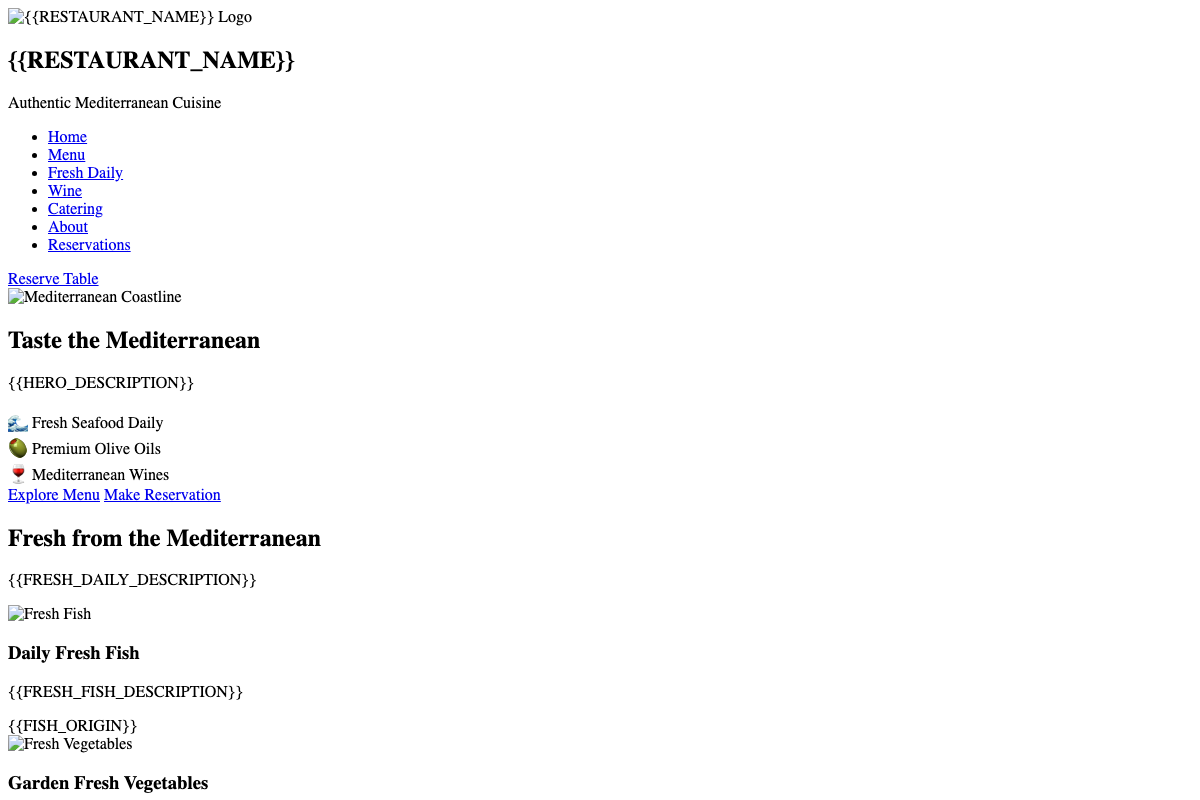 {{RESTAURANT_NAME}} Logo
{{RESTAURANT_NAME}}
Authentic Mediterranean Cuisine
Home
Menu
Fresh Daily
Wine
Catering
About
Reservations
Reserve Table
Mediterranean Coastline
Taste the Mediterranean
{{HERO_DESCRIPTION}}
🌊 Fresh Seafood Daily
🫒 Premium Olive Oils
🍷 Mediterranean Wines
Explore Menu Make Reservation
Fresh from the Mediterranean
{{FRESH_DAILY_DESCRIPTION}}
Fresh Fish
Daily Fresh Fish
{{FRESH_FISH_DESCRIPTION}}
{{FISH_ORIGIN}}
Fresh Vegetables
Garden Fresh Vegetables